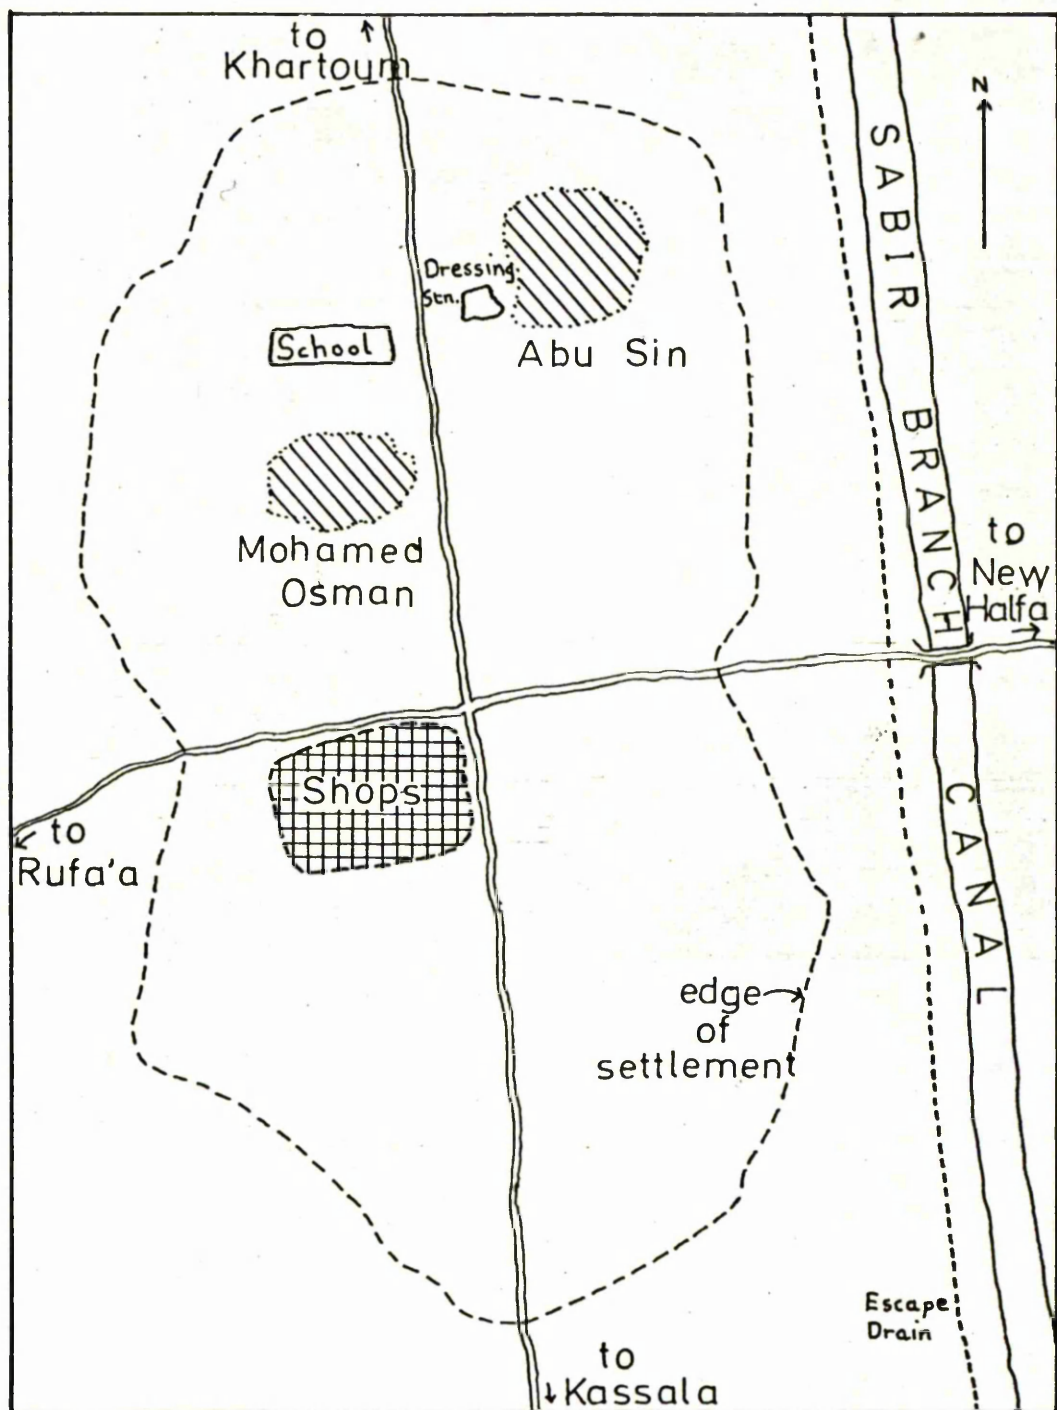 to
Khartoum
N
SABIR BRANCH CANAL
Dressing
Stn.
School
Abu Sin
Mohamed
Osman
to
New
Halfa
Shops
to
Rufa'a
edge
of
settlement
Escape
Drain
to
Kassala